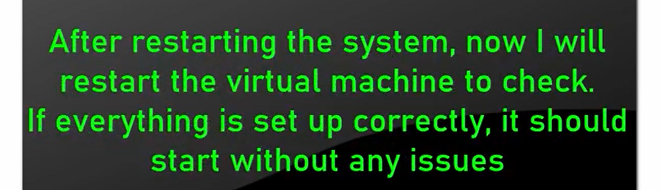 After restarting the system, now I will
restart the virtual machine to check.
If everything is set up correctly, it should
start without any issues